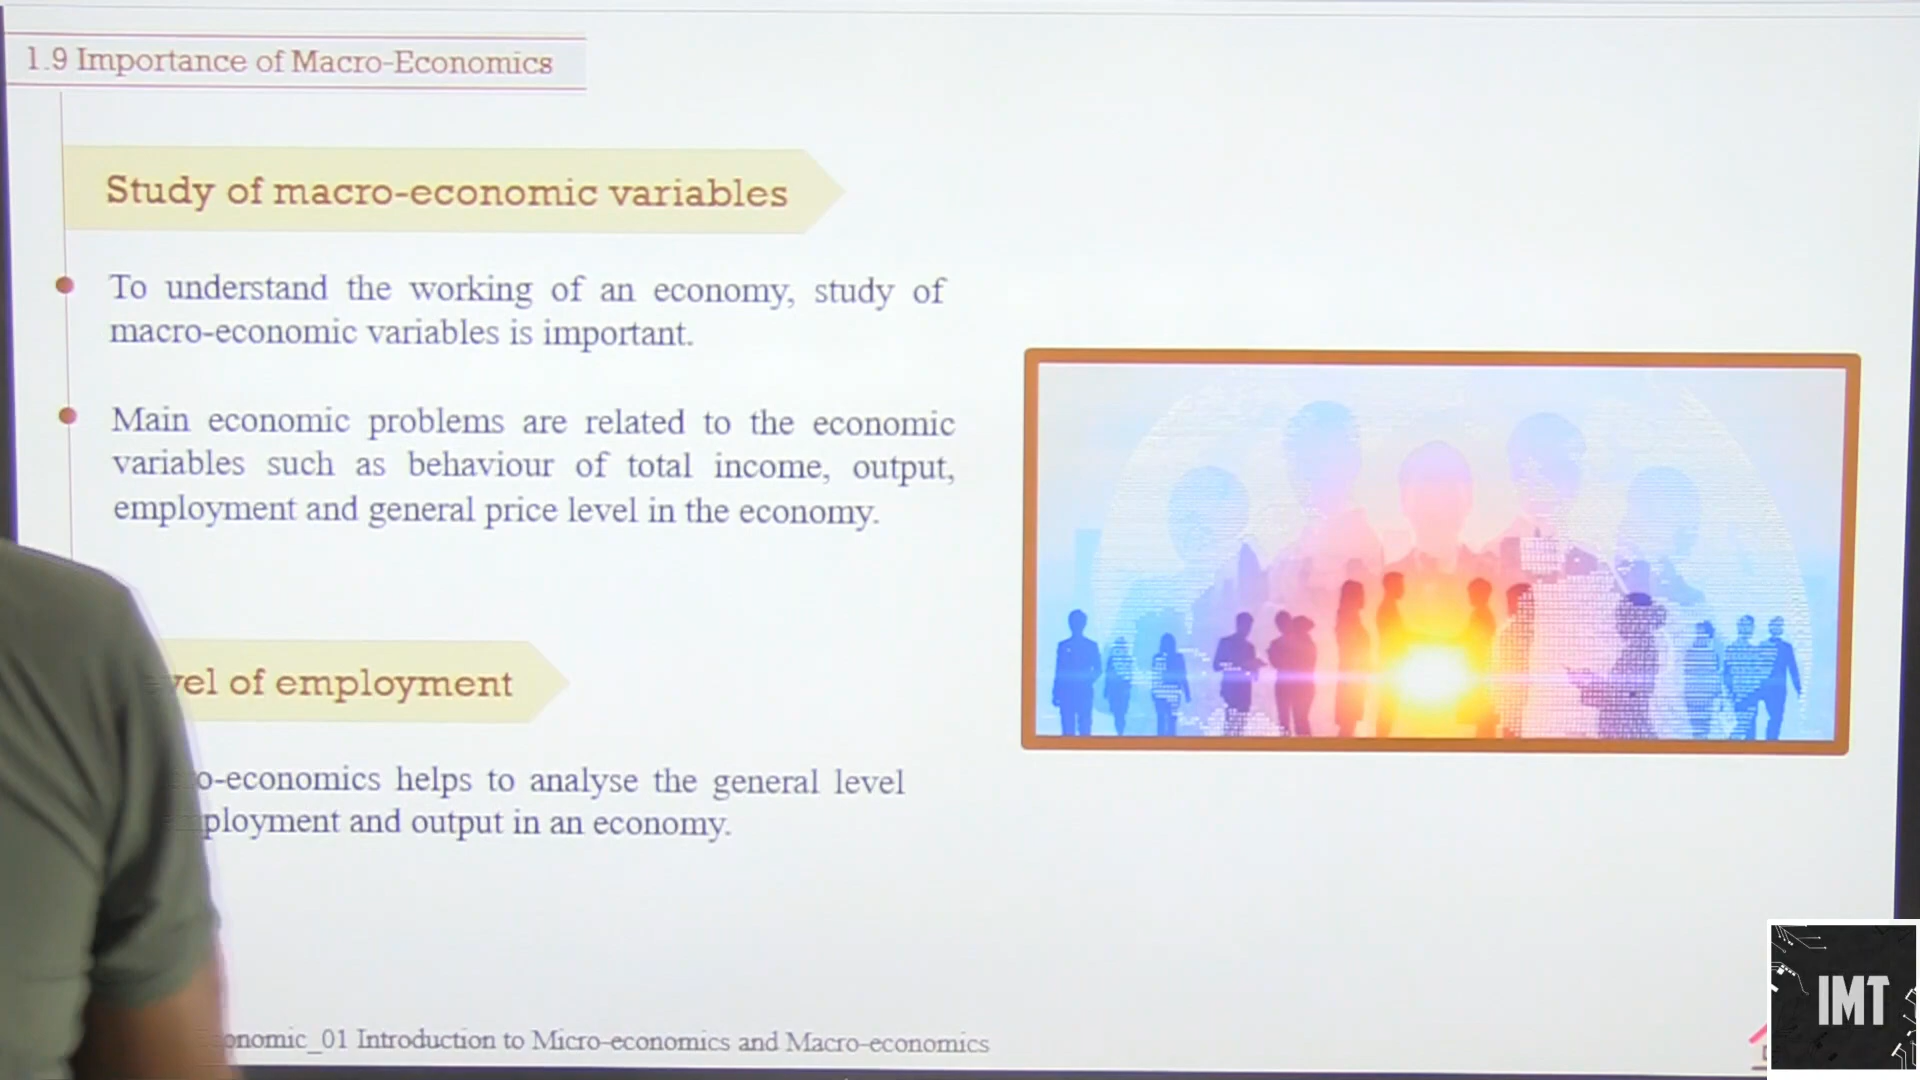 1.9 Importance of Macro-Economics
Study of macro-economic variables
To understand the working of an economy, study of
macro-economic variables is important.
Main economic problems are related to the economic
variables such as behaviour of total income, output,
employment and general price level in the economy.
vel of employment
o-economics helps to analyse the general level
ployment and output in an economy.
onomic_01 Introduction to Micro-economics and Macro-economics
IMT